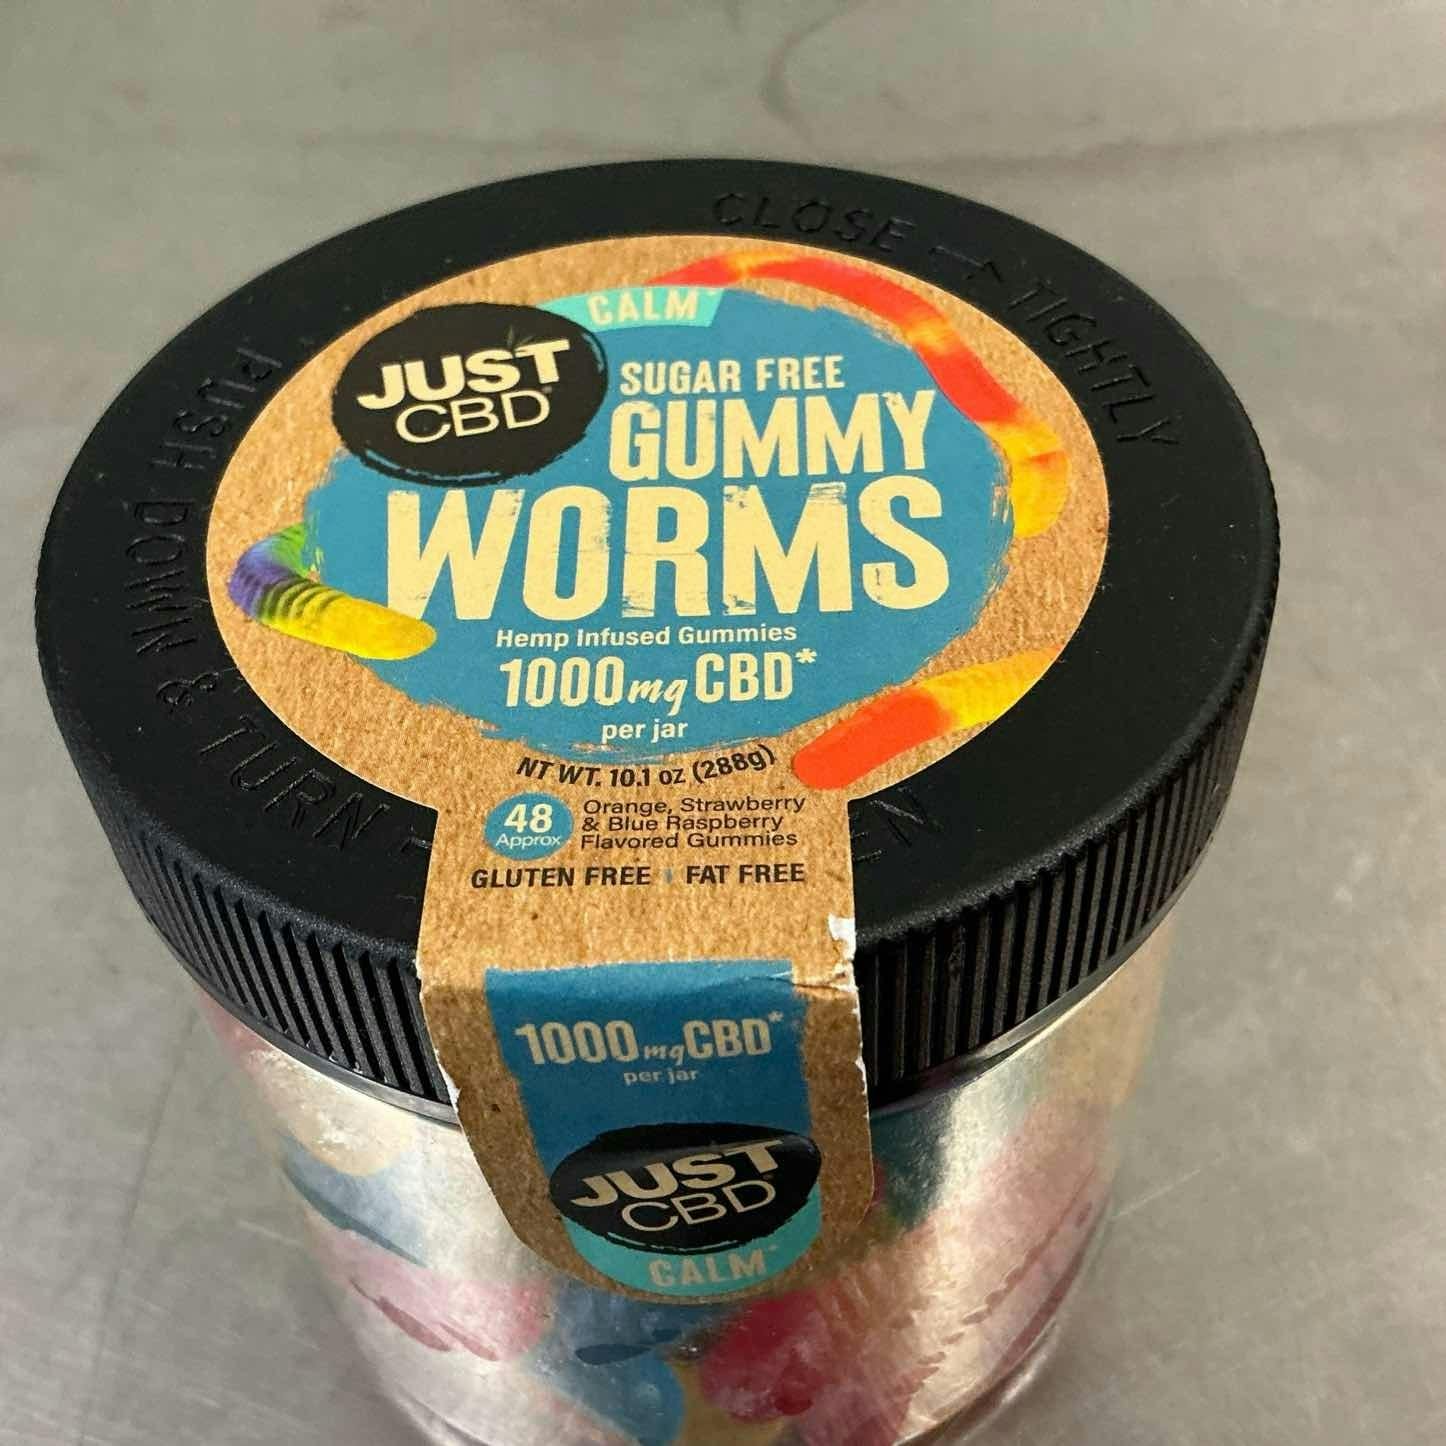 CLOSE TIGHTLY
PUSH DOWN & TURN
CALM
JUST
CBD
SUGAR FREE
GUMMY
WORMS
Hemp Infused Gummies
1000mg CBD*
per jar
NT WT. 10.1 oz (288g)
48
Approx
Orange, Strawberry
& Blue Raspberry
Flavored Gummies
GLUTEN FREE FAT FREE
1000mgCBD*
per jar
JUST
CBD
CALM